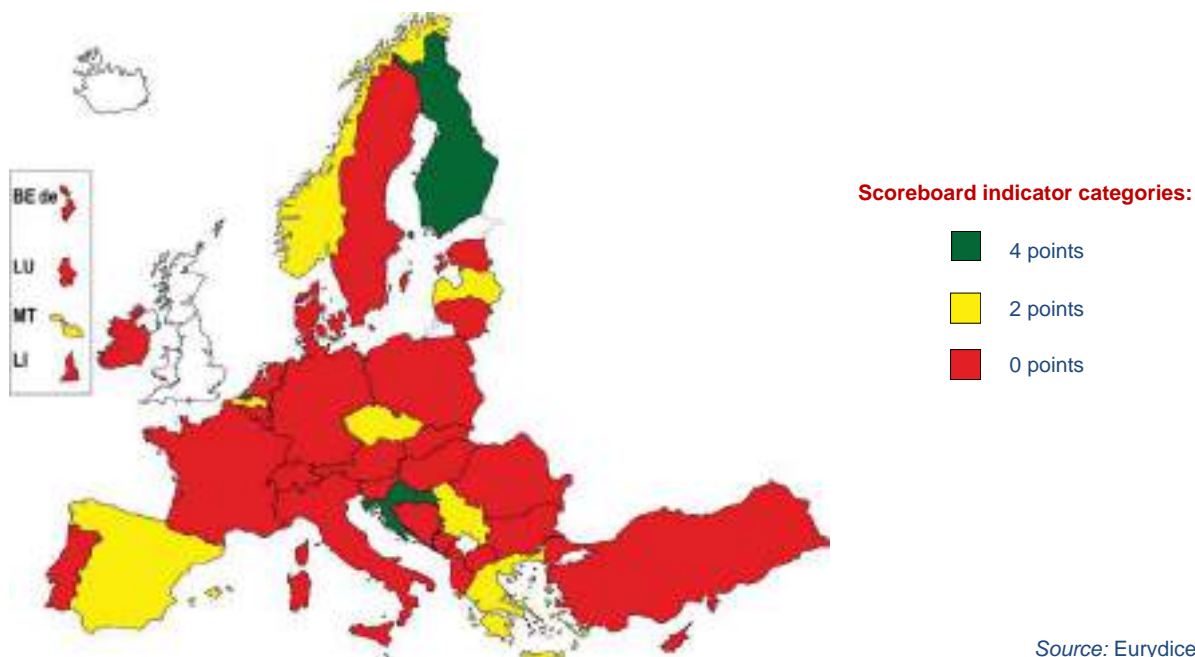 BE de
LU
MT
LI
Scoreboard indicator categories:
4 points
2 points
0 points
Source: Eurydice